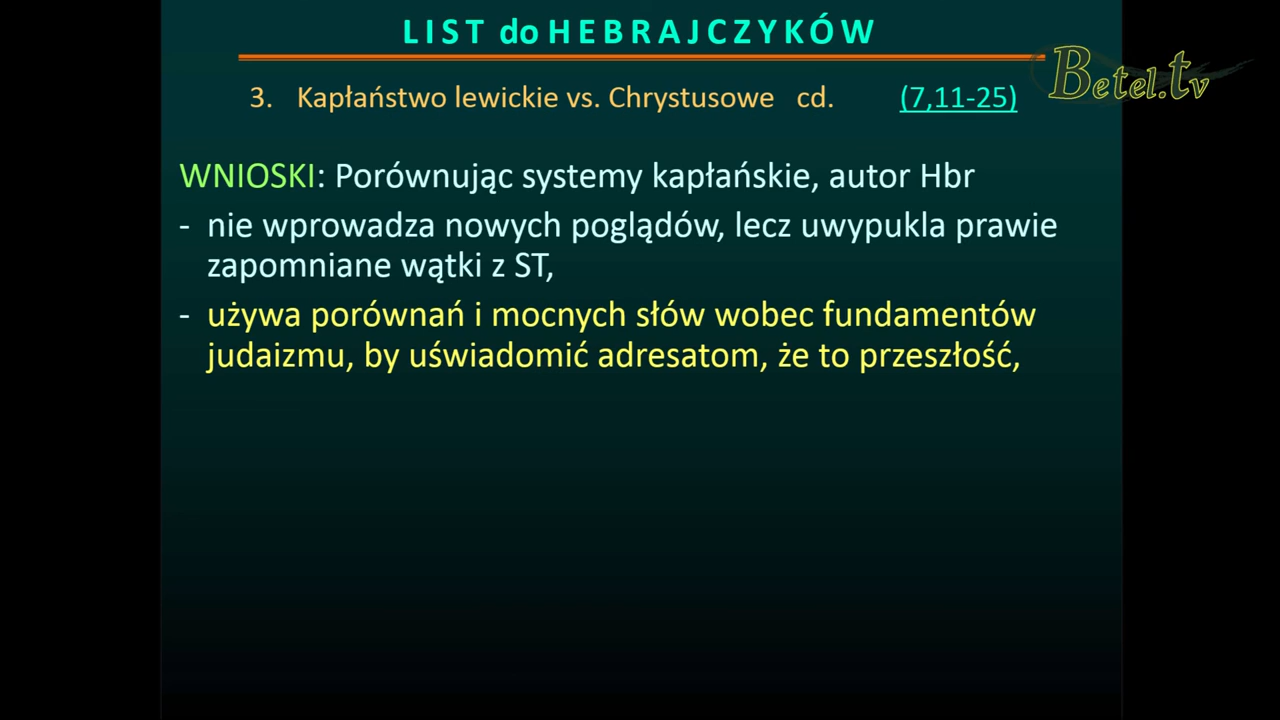 LIST do HEBRAJCZYKÓW
Betel.tv
3. Kapłaństwo lewickie vs. Chrystusowe cd. (7,11-25)
WNIOSKI: Porównując systemy kapłańskie, autor Hbr
- nie wprowadza nowych poglądów, lecz uwypukla prawie
zapomniane wątki z ST,
- używa porównań i mocnych słów wobec fundamentów
judaizmu, by uświadomić adresatom, że to przeszłość,